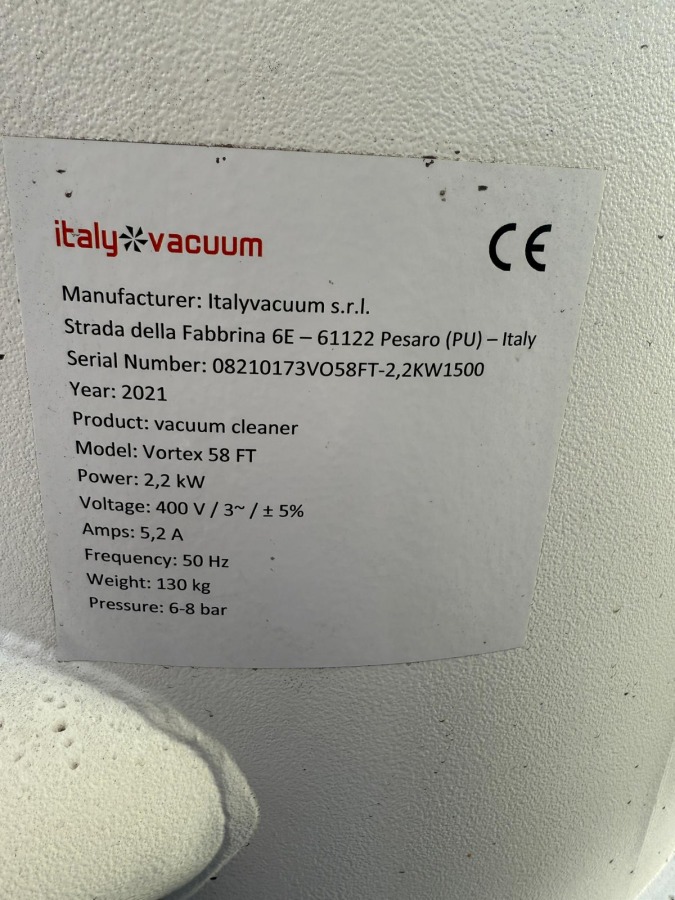 italy vacuum
CE
Manufacturer: Italyvacuum s.r.l.
Strada della Fabbrina 6E – 61122 Pesaro (PU) – Italy
Serial Number: 08210173VO58FT-2,2KW1500
Year: 2021
Product: vacuum cleaner
Model: Vortex 58 FT
Power: 2,2 kW
Voltage: 400 V / 3~ / ± 5%
Amps: 5,2 A
Frequency: 50 Hz
Weight: 130 kg
Pressure: 6-8 bar